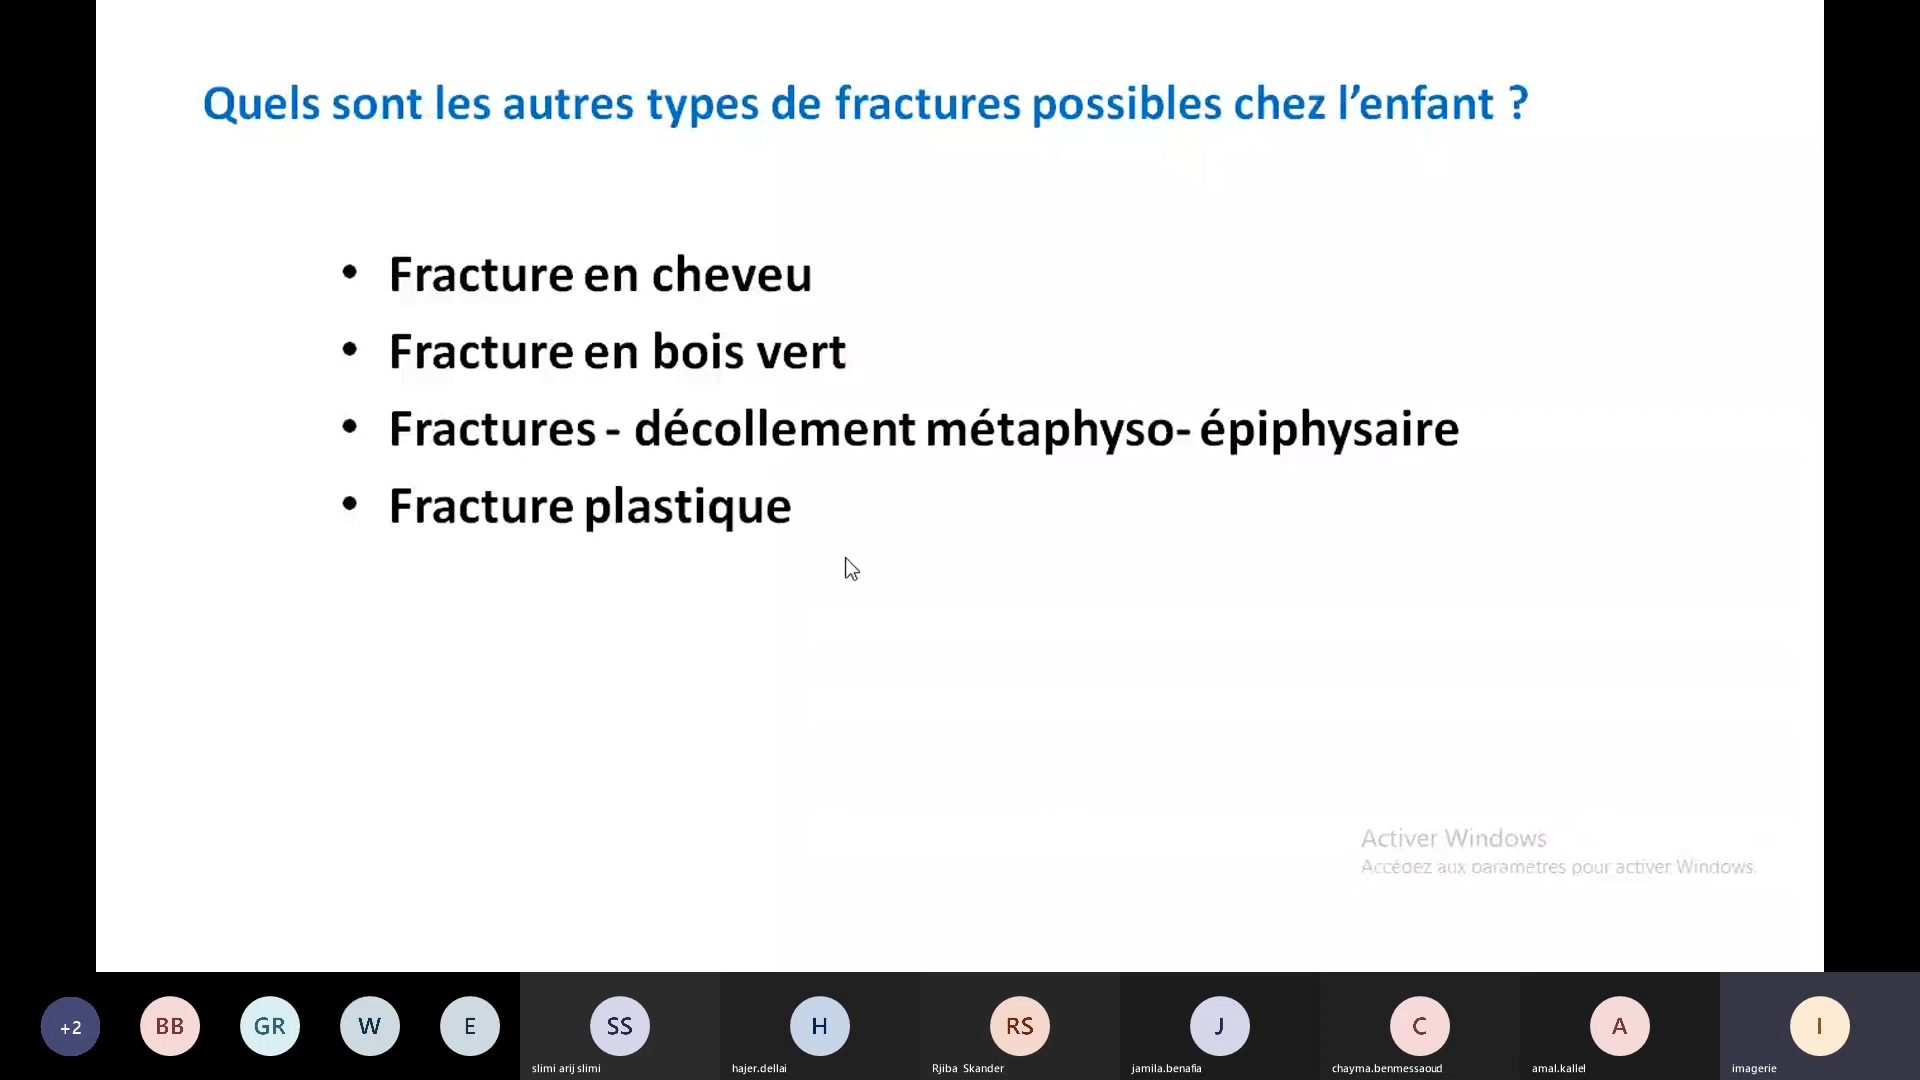 Quels sont les autres types de fractures possibles chez l’enfant ?
• Fracture en cheveu
• Fracture en bois vert
• Fractures - décollement métaphyso- épiphysaire
• Fracture plastique
Activer Windows
Accédez aux paramètres pour activer Windows.
+2
BB
GR
W
E
SS
H
RS
J
C
A
I
slimi arij slimi
hajer.dellai
Rjiba Skander
jamila.benafia
chayma.benmessaoud
amal.kallel
imagerie